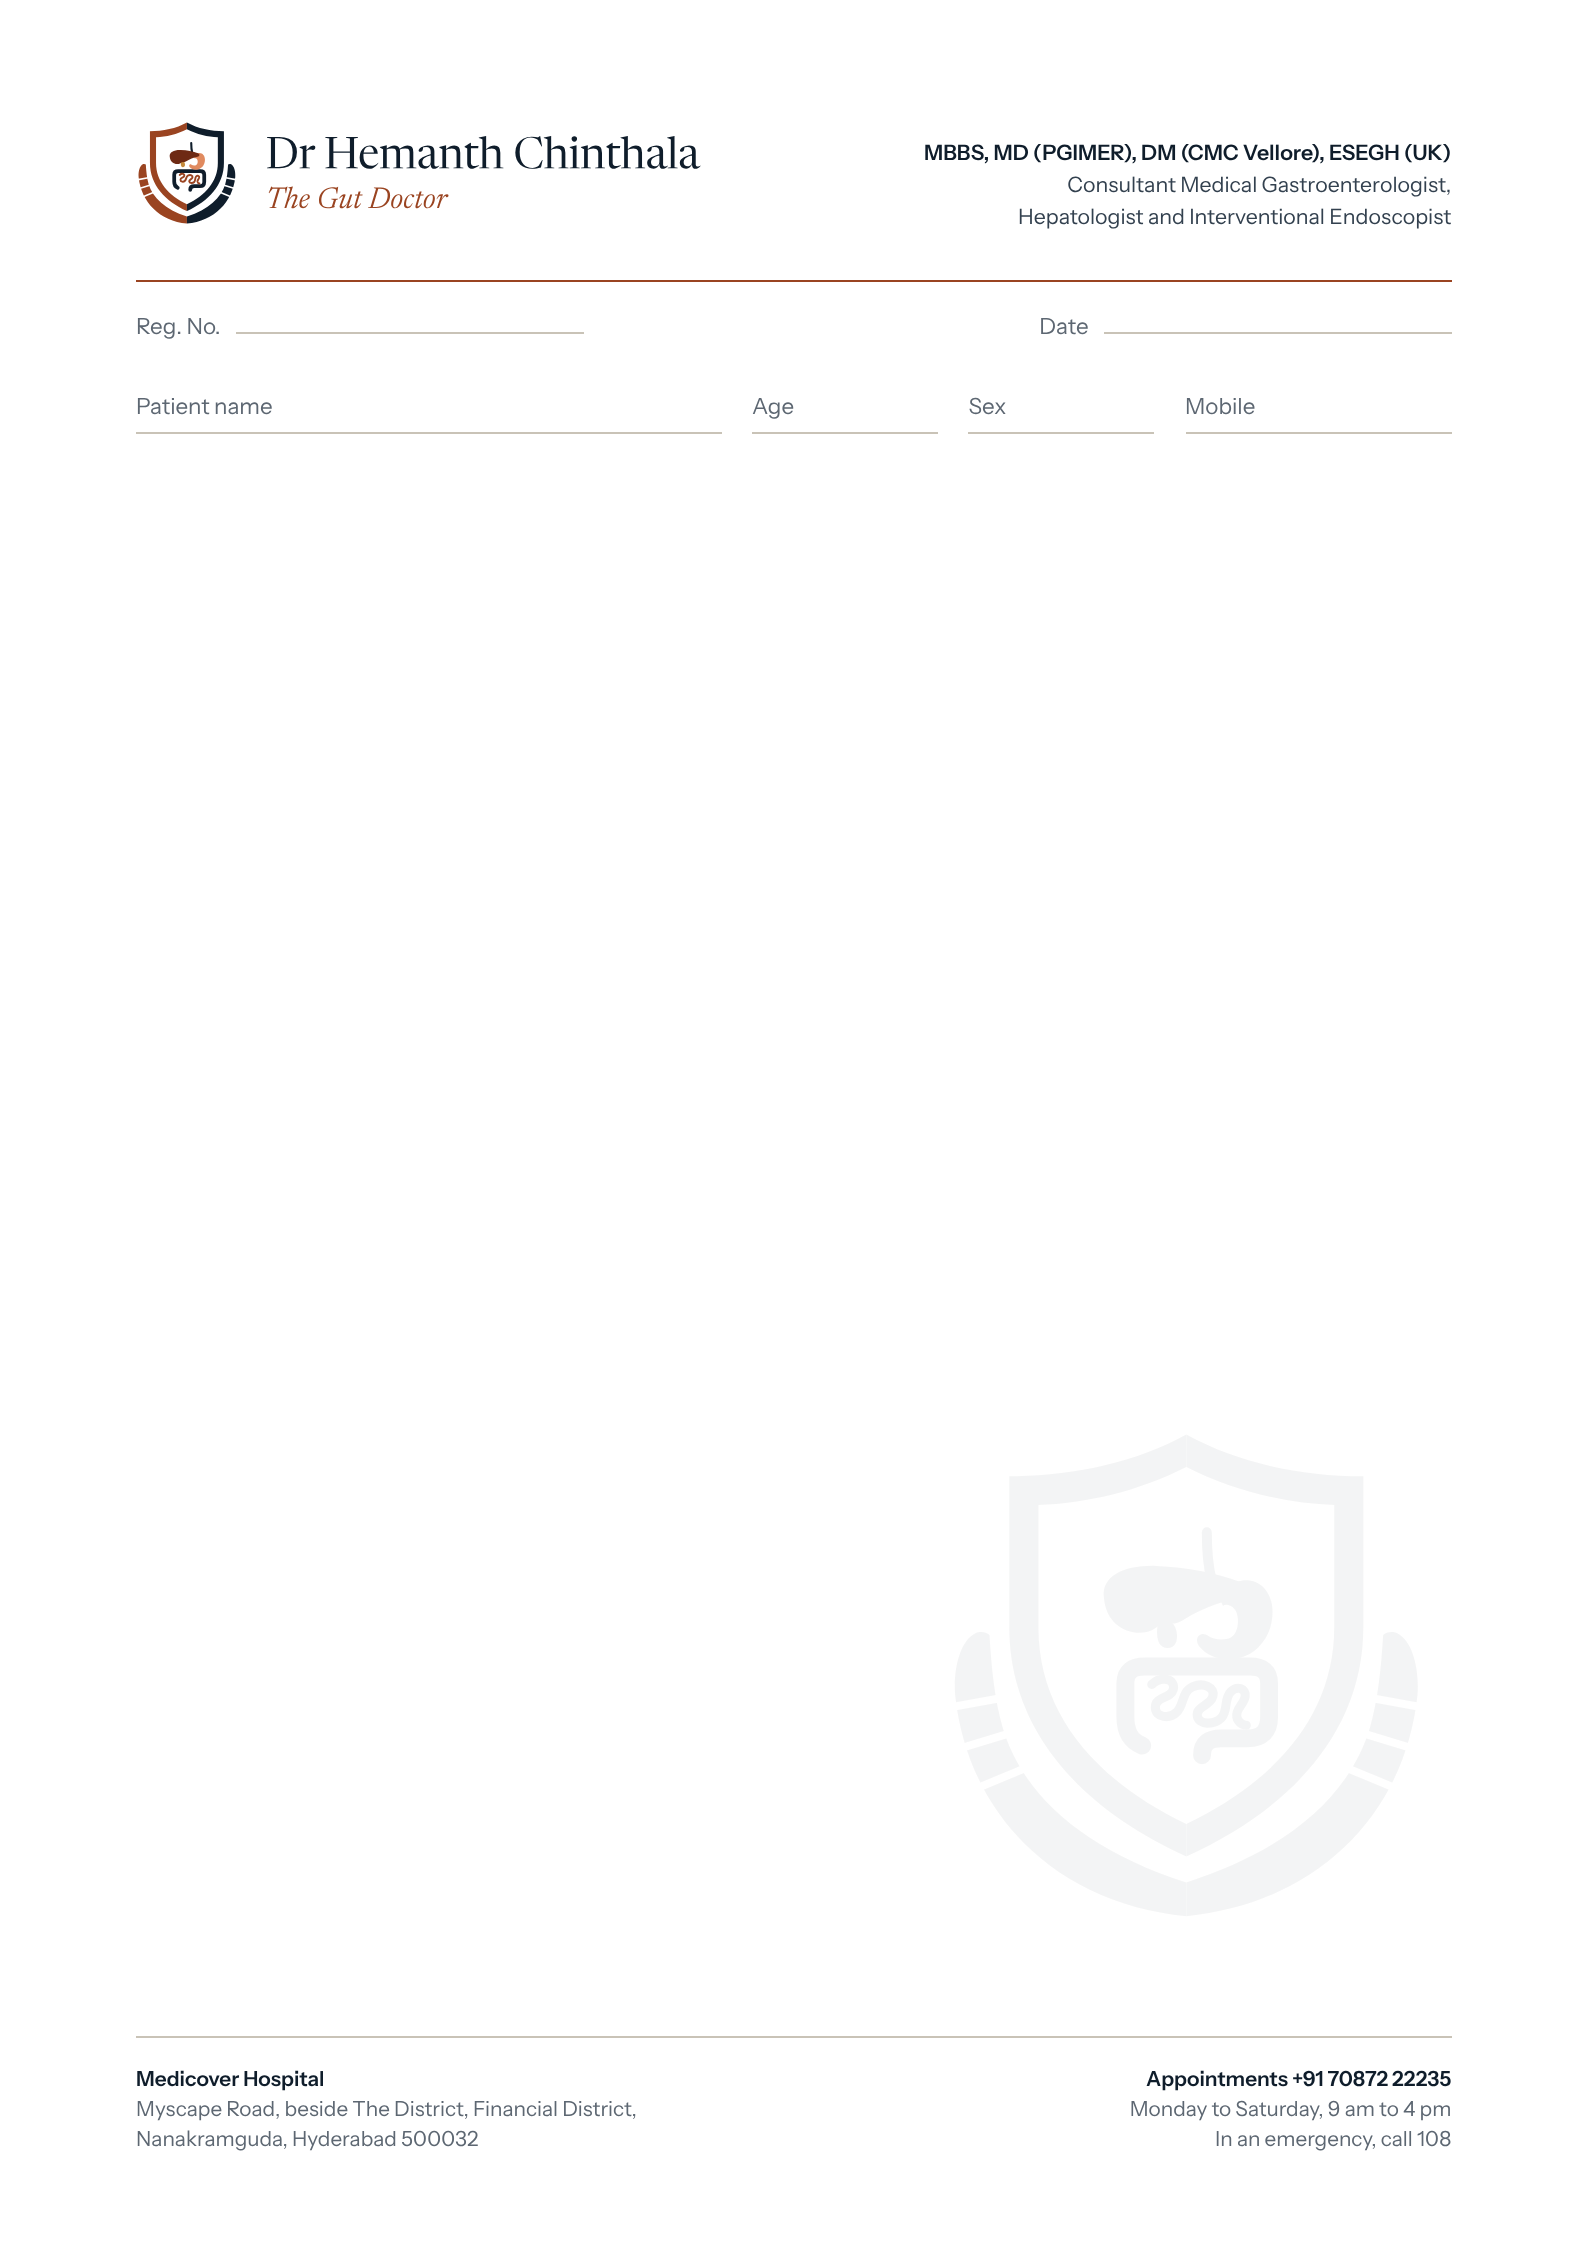 Dr Hemanth Chinthala
The Gut Doctor
MBBS, MD (PGIMER), DM (CMC Vellore), ESEGH (UK)
Consultant Medical Gastroenterologist,
Hepatologist and Interventional Endoscopist
Reg. No.
Date
Patient name
Age
Sex
Mobile
Medicover Hospital
Myscape Road, beside The District, Financial District,
Nanakramguda, Hyderabad 500032
Appointments +91 70872 22235
Monday to Saturday, 9 am to 4 pm
In an emergency, call 108